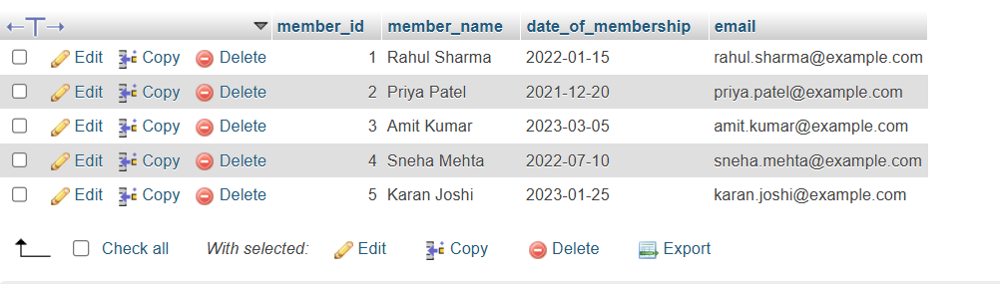 member_id member_name date_of_membership email
Edit Copy Delete 1 Rahul Sharma 2022-01-15 rahul.sharma@example.com
Edit Copy Delete 2 Priya Patel 2021-12-20 priya.patel@example.com
Edit Copy Delete 3 Amit Kumar 2023-03-05 amit.kumar@example.com
Edit Copy Delete 4 Sneha Mehta 2022-07-10 sneha.mehta@example.com
Edit Copy Delete 5 Karan Joshi 2023-01-25 karan.joshi@example.com
Check all With selected: Edit Copy Delete Export